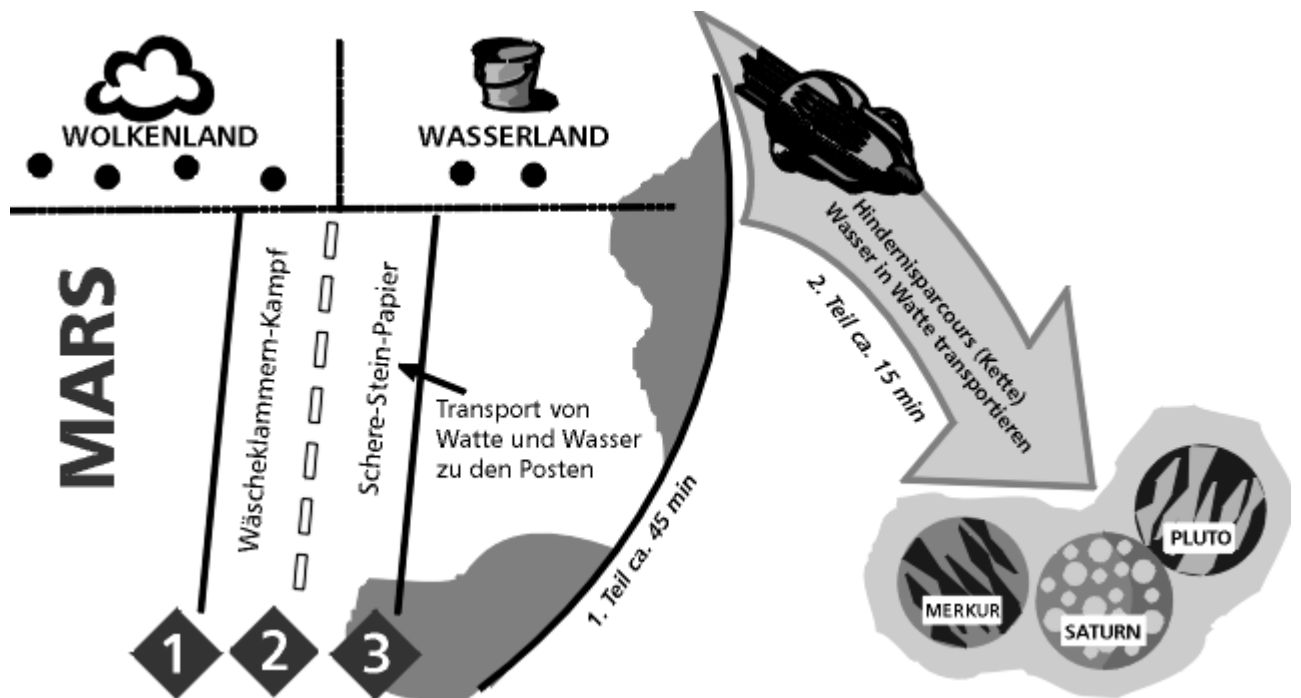 WOLKENLAND
WASSERLAND
MARS
Wäscheklammern-Kampf
Schere-Stein-Papier
Transport von
Watte und Wasser
zu den Posten
1
2
3
1. Teil ca. 45 min
Hindernisparcours (Kette)
Wasser in Watte transportieren
2. Teil ca. 15 min
MERKUR
SATURN
PLUTO